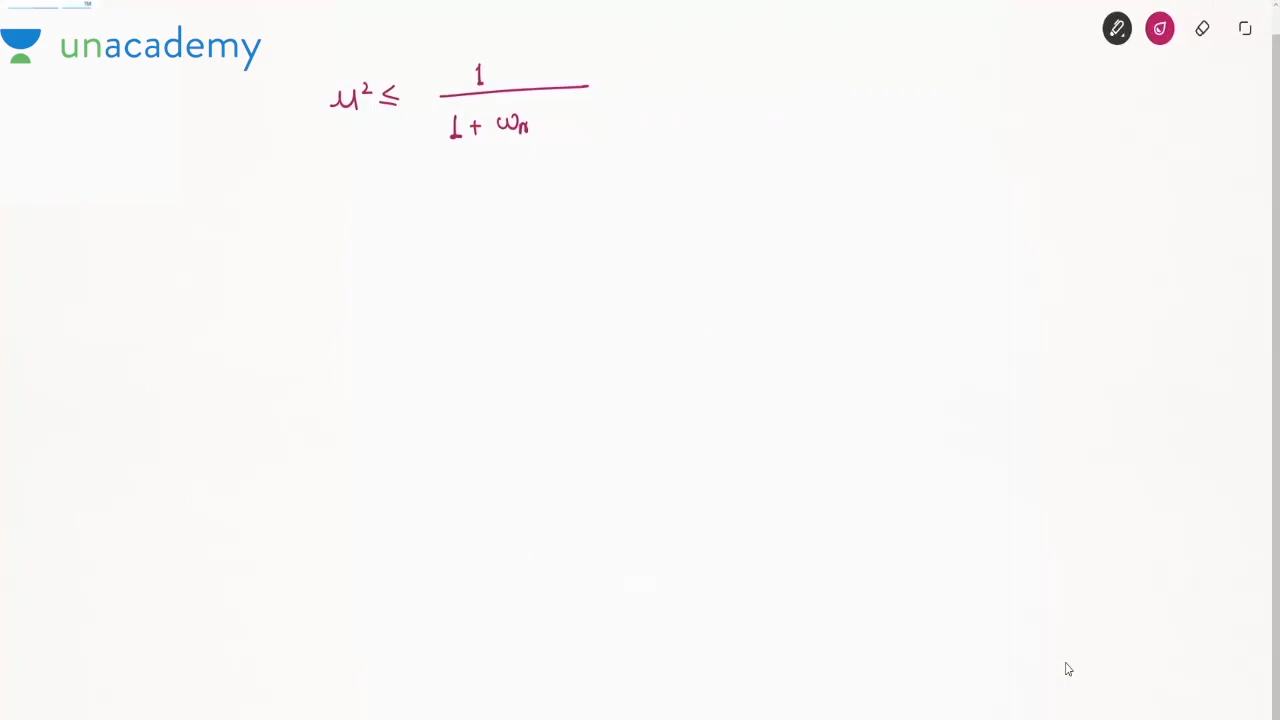 unacademy
μ² ≤ 1 / (1 + ωₙ